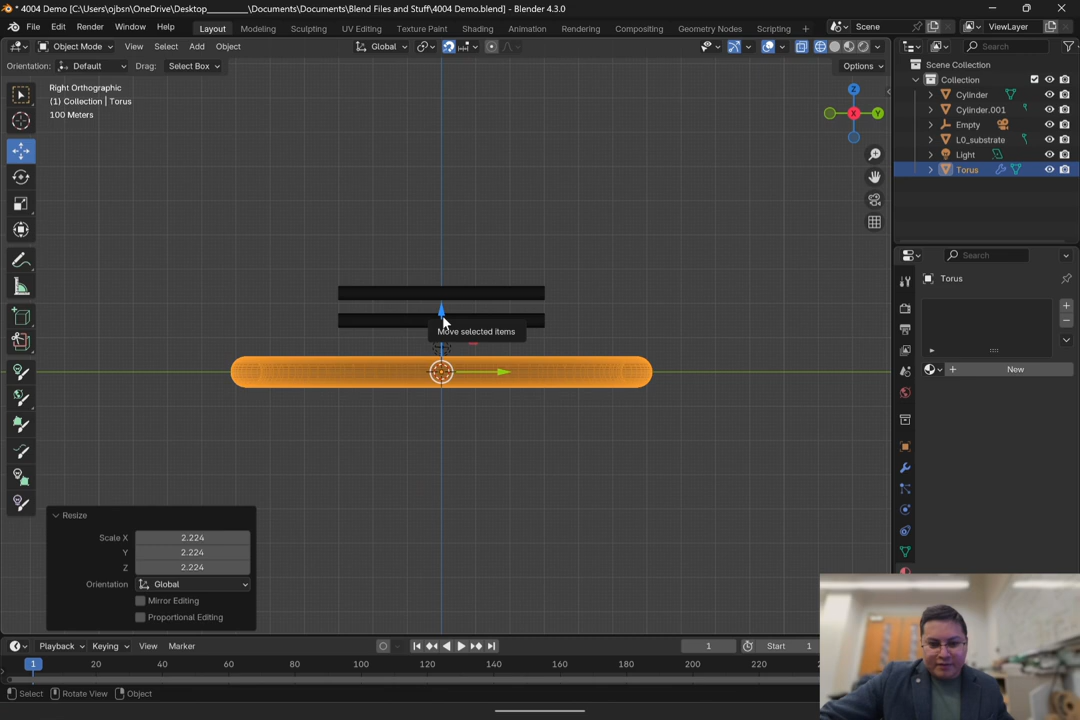 * 4004 Demo [C:\Users\ojbsn\OneDrive\Desktop_________\Documents\Documents\Blend Files and Stuff\4004 Demo.blend] - Blender 4.3.0
File Edit Render Window Help Layout Modeling Sculpting UV Editing Texture Paint Shading Animation Rendering Compositing Geometry Nodes Scripting + Scene ViewLayer
Object Mode View Select Add Object Global Search
Orientation: Default Drag: Select Box Options
Scene Collection
Right Orthographic
(1) Collection | Torus
100 Meters
Collection
Cylinder
Cylinder.001
Empty
L0_substrate
Light
Torus
Z
Y
X
Search
Torus
Move selected items
New
Resize
Scale X 2.224
Y 2.224
Z 2.224
Orientation Global
Mirror Editing
Proportional Editing
Playback Keying View Marker 1 Start 1
1 20 40 60 80 100 120 140 160 180 200 220
Select Rotate View Object